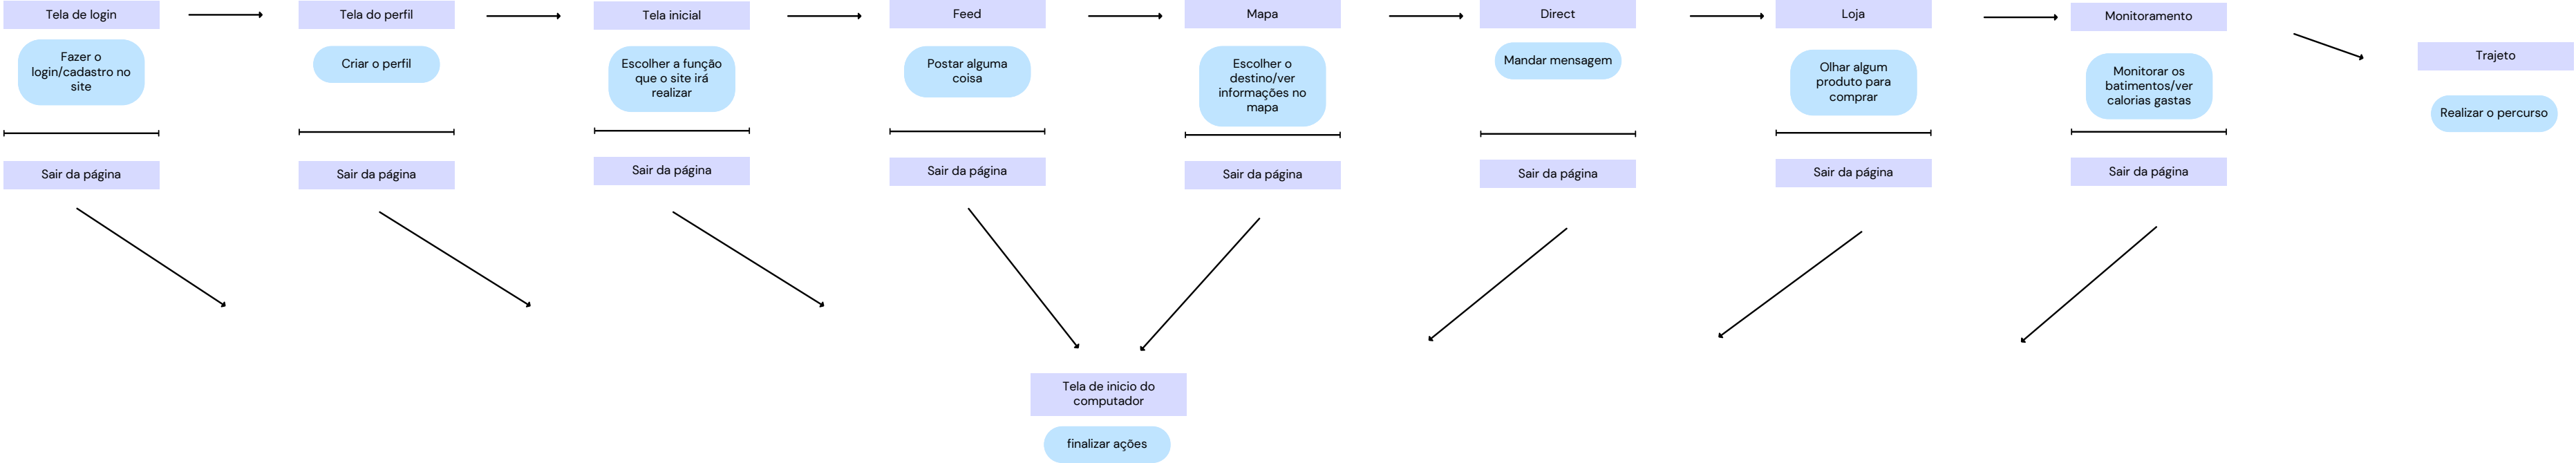 Tela de login
Fazer o
login/cadastro no
site
Sair da página
Tela do perfil
Criar o perfil
Sair da página
Tela inicial
Escolher a função
que o site irá
realizar
Sair da página
Feed
Postar alguma
coisa
Sair da página
Mapa
Escolher o
destino/ver
informações no
mapa
Sair da página
Direct
Mandar mensagem
Sair da página
Loja
Olhar algum
produto para
comprar
Sair da página
Monitoramento
Monitorar os
batimentos/ver
calorias gastas
Sair da página
Trajeto
Realizar o percurso
Tela de inicio do
computador
finalizar ações